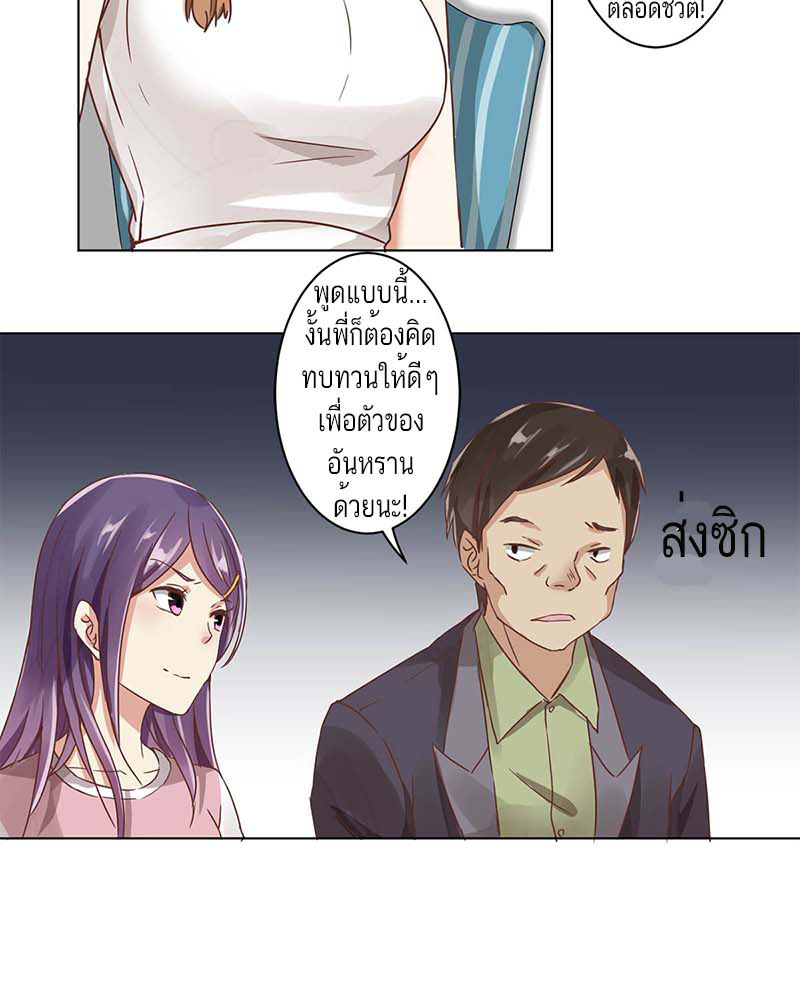 ตลอดชีวิต!
พูดแบบนี้...
งั้นพี่ก็ต้องคิด
ทบทวนให้ดีๆ
เพื่อตัวของ
อันหราน
ด้วยนะ!
ส่งซิก